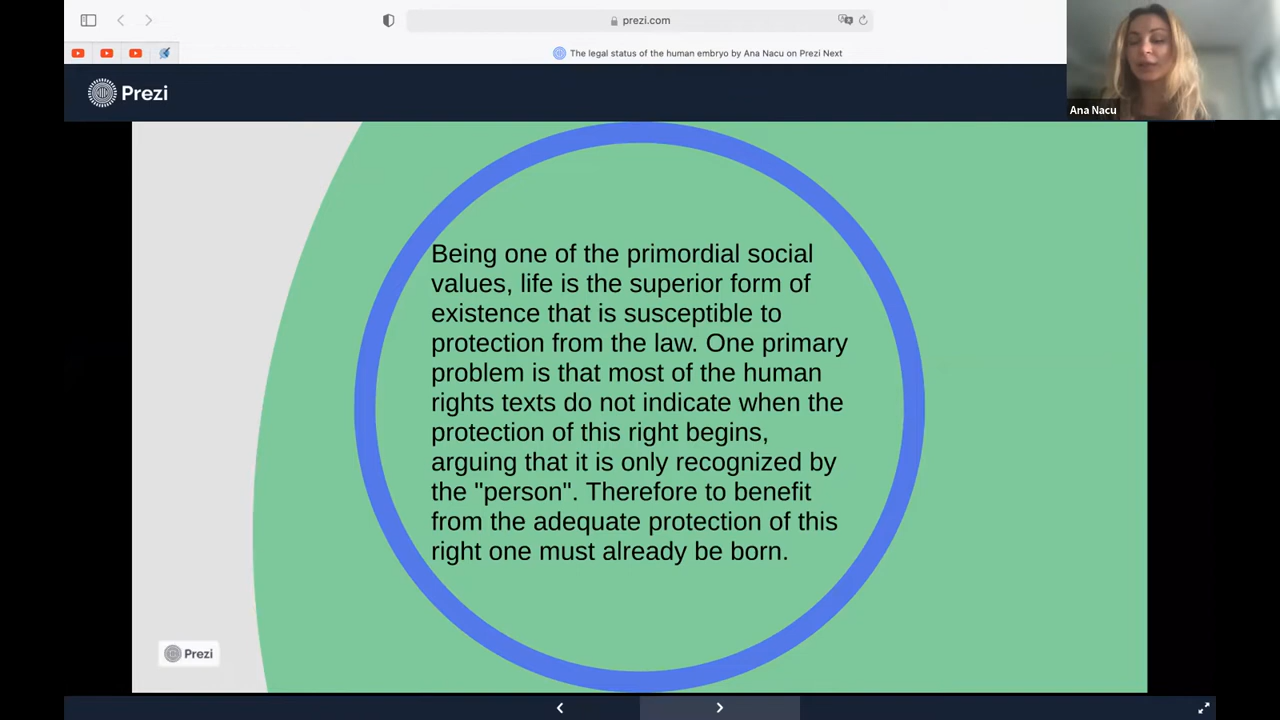 prezi.com
The legal status of the human embryo by Ana Nacu on Prezi Next
Prezi
Ana Nacu
Being one of the primordial social
values, life is the superior form of
existence that is susceptible to
protection from the law. One primary
problem is that most of the human
rights texts do not indicate when the
protection of this right begins,
arguing that it is only recognized by
the "person". Therefore to benefit
from the adequate protection of this
right one must already be born.
Prezi